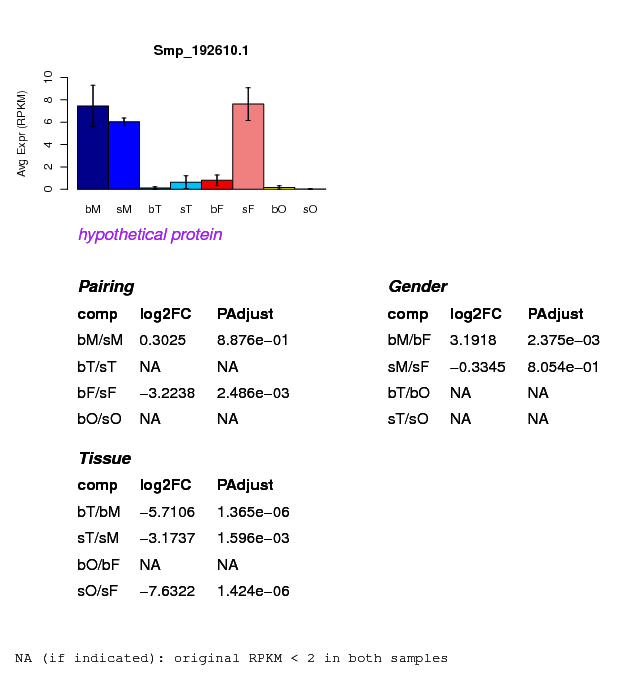 Smp_192610.1
Avg Expr (RPKM)
0 2 4 6 8 10
bM sM bT sT bF sF bO sO
hypothetical protein
Pairing
comp log2FC PAdjust
bM/sM 0.3025 8.876e−01
bT/sT NA NA
bF/sF −3.2238 2.486e−03
bO/sO NA NA
Gender
comp log2FC PAdjust
bM/bF 3.1918 2.375e−03
sM/sF −0.3345 8.054e−01
bT/bO NA NA
sT/sO NA NA
Tissue
comp log2FC PAdjust
bT/bM −5.7106 1.365e−06
sT/sM −3.1737 1.596e−03
bO/bF NA NA
sO/sF −7.6322 1.424e−06
NA (if indicated): original RPKM < 2 in both samples